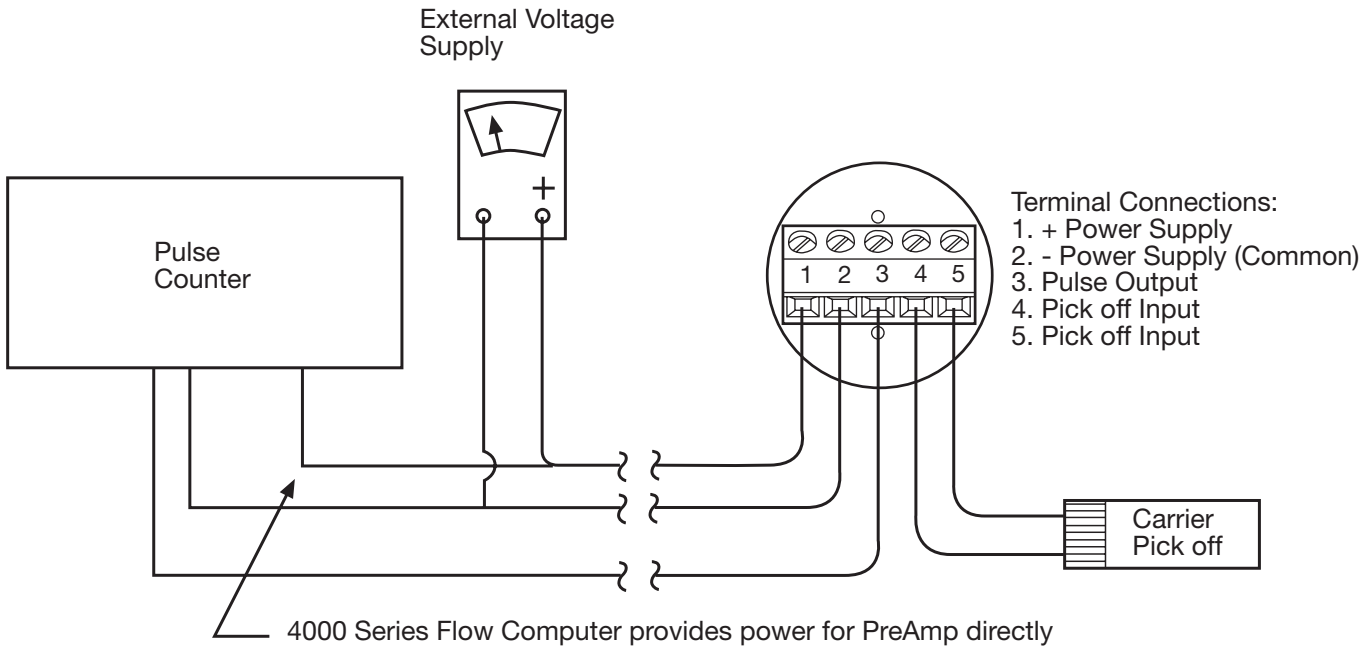 External Voltage
Supply
+
Pulse
Counter
1 2 3 4 5
Terminal Connections:
1. + Power Supply
2. - Power Supply (Common)
3. Pulse Output
4. Pick off Input
5. Pick off Input
Carrier
Pick off
4000 Series Flow Computer provides power for PreAmp directly